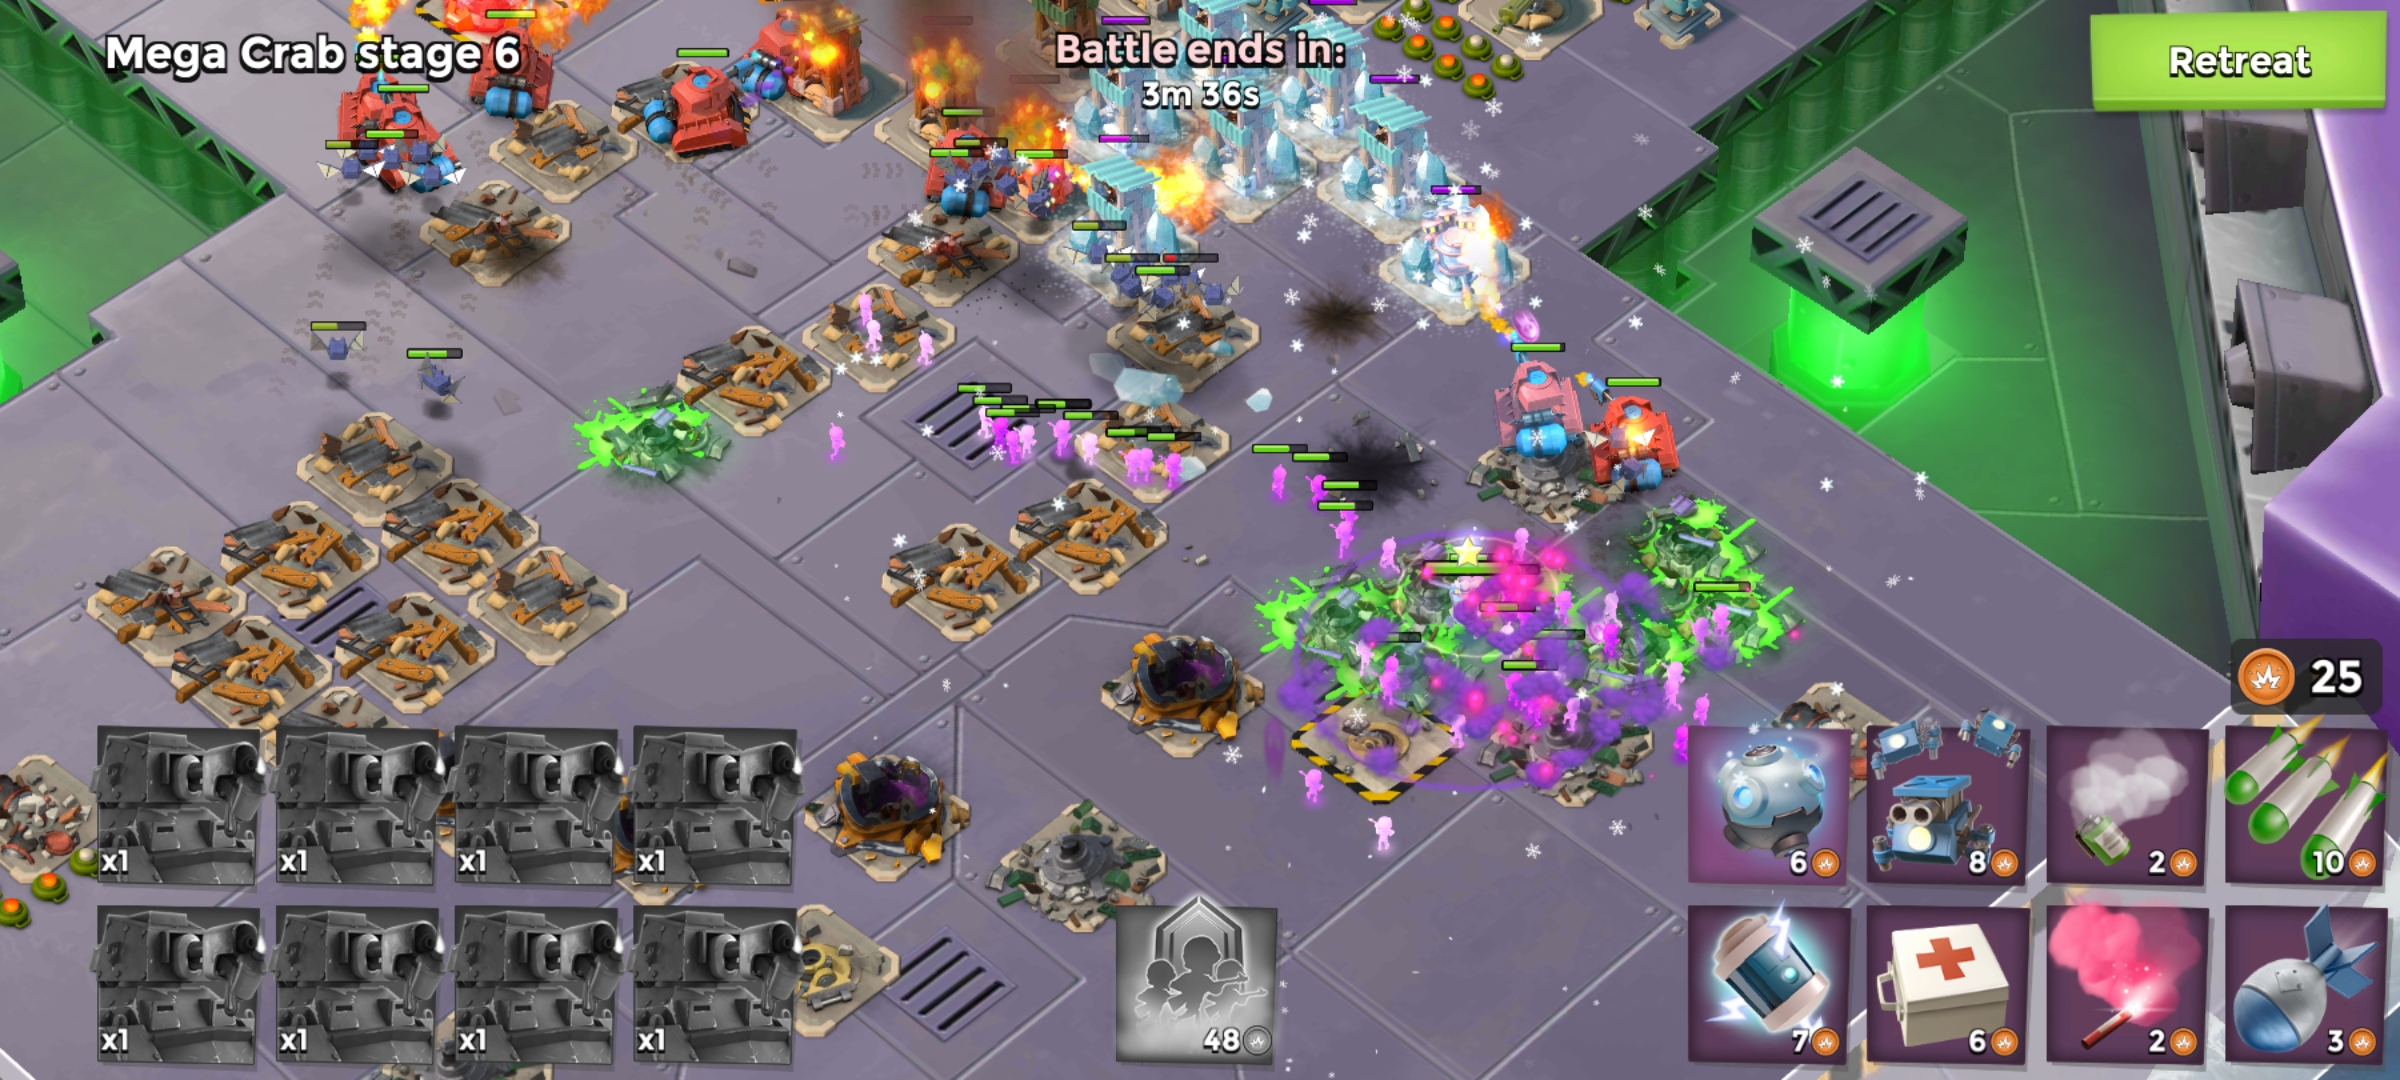 Mega Crab stage 6
Battle ends in:
3m 36s
Retreat
25
x1
x1
x1
x1
6
8
2
10
x1
x1
x1
x1
48
7
6
2
3